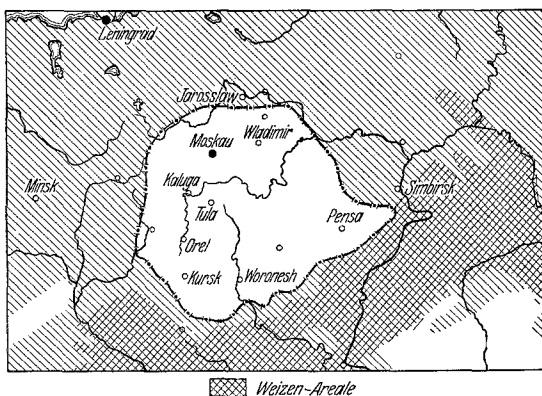 Leningrad
Jarosslaw
Wladimir
Moskau
Kaluga
Minsk
Simbirsk
Tula
Pensa
Orel
Kursk
Woronesh
Weizen-Areale